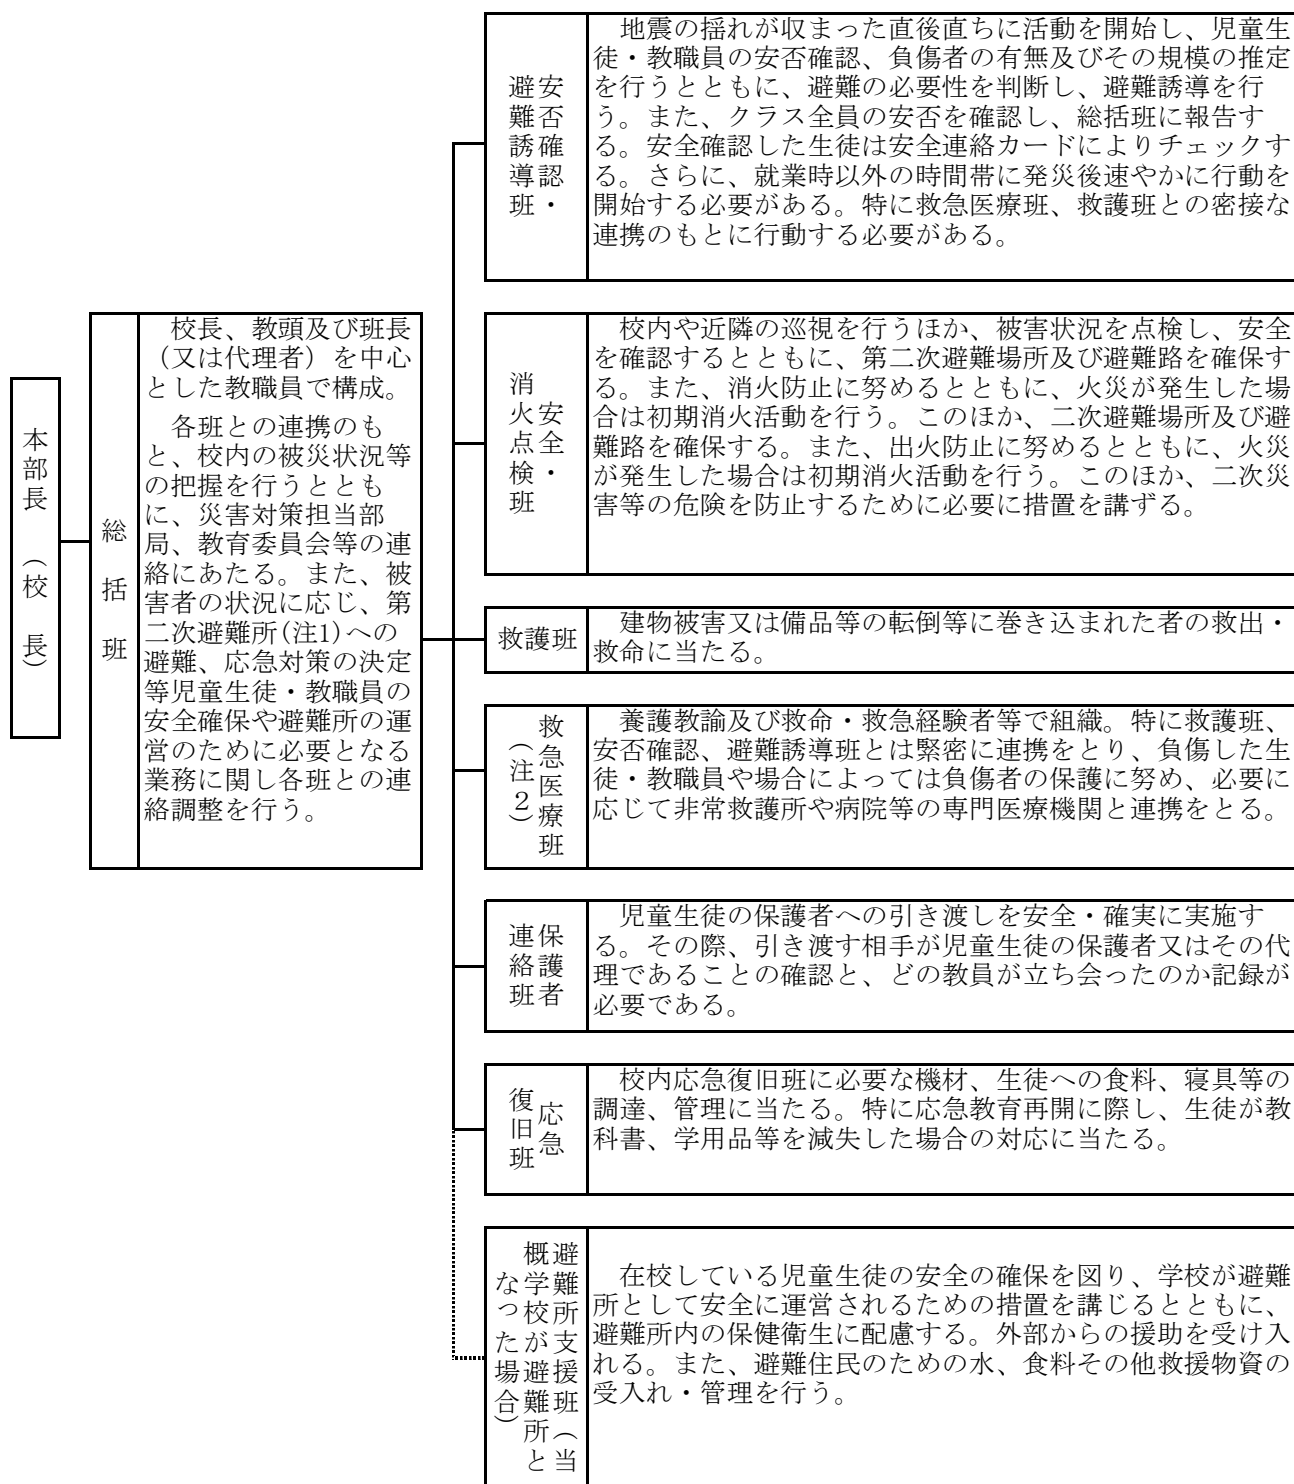 本部長（校　長）
総　括　班
　校長、教頭及び班長
（又は代理者）を中心
とした教職員で構成。
　各班との連携のも
と、校内の被災状況等
の把握を行うととも
に、災害対策担当部
局、教育委員会等の連
絡にあたる。また、被
害者の状況に応じ、第
二次避難所(注1)への
避難、応急対策の決定
等児童生徒・教職員の
安全確保や避難所の運
営のために必要となる
業務に関し各班との連
絡調整を行う。
安否確認・
避難誘導班
　地震の揺れが収まった直後直ちに活動を開始し、児童生
徒・教職員の安否確認、負傷者の有無及びその規模の推定
を行うとともに、避難の必要性を判断し、避難誘導を行
う。また、クラス全員の安否を確認し、総括班に報告す
る。安全確認した生徒は安全連絡カードによりチェックす
る。さらに、就業時以外の時間帯に発災後速やかに行動を
開始する必要がある。特に救急医療班、救護班との密接な
連携のもとに行動する必要がある。
安全・
消火点検班
　校内や近隣の巡視を行うほか、被害状況を点検し、安全
を確認するとともに、第二次避難場所及び避難路を確保す
る。また、消火防止に努めるとともに、火災が発生した場
合は初期消火活動を行う。このほか、二次避難場所及び避
難路を確保する。また、出火防止に努めるとともに、火災
が発生した場合は初期消火活動を行う。このほか、二次災
害等の危険を防止するために必要に措置を講ずる。
救護班
　建物被害又は備品等の転倒等に巻き込まれた者の救出・
救命に当たる。
救急医療班
（注２）
　養護教諭及び救命・救急経験者等で組織。特に救護班、
安否確認、避難誘導班とは緊密に連携をとり、負傷した生
徒・教職員や場合によっては負傷者の保護に努め、必要に
応じて非常救護所や病院等の専門医療機関と連携をとる。
保護者
連絡班
　児童生徒の保護者への引き渡しを安全・確実に実施す
る。その際、引き渡す相手が児童生徒の保護者又はその代
理であることの確認と、どの教員が立ち会ったのか記録が
必要である。
応急
復旧班
　校内応急復旧班に必要な機材、生徒への食料、寝具等の
調達、管理に当たる。特に応急教育再開に際し、生徒が教
科書、学用品等を減失した場合の対応に当たる。
避難所支援班（当
概学校が避難所と
なった場合）
　在校している児童生徒の安全の確保を図り、学校が避難
所として安全に運営されるための措置を講じるとともに、
避難所内の保健衛生に配慮する。外部からの援助を受け入
れる。また、避難住民のための水、食料その他救援物資の
受入れ・管理を行う。